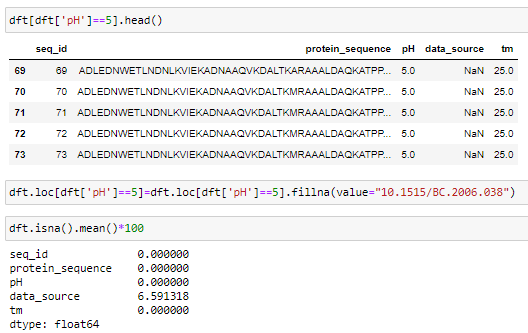 dft[dft['pH']==5].head()
seq_id protein_sequence pH data_source tm
69 69 ADLEDNWETLNDNLKVIEKADNAAQVKDALTKARAAALDAQKATPP... 5.0 NaN 25.0
70 70 ADLEDNWETLNDNLKVIEKADNAAQVKDALTKMRAAALDAQKATPP... 5.0 NaN 25.0
71 71 ADLEDNWETLNDNLKVIEKADNAAQVKDALTKMRAAALDAQKATPP... 5.0 NaN 25.0
72 72 ADLEDNWETLNDNLKVIEKADNAAQVKDALTKMRAAALDAQKATPP... 5.0 NaN 25.0
73 73 ADLEDNWETLNDNLKVIEKADNAAQVKDALTKMRAAALDAQKATPP... 5.0 NaN 25.0
dft.loc[dft['pH']==5]=dft.loc[dft['pH']==5].fillna(value="10.1515/BC.2006.038")
dft.isna().mean()*100
seq_id 0.000000
protein_sequence 0.000000
pH 0.000000
data_source 6.591318
tm 0.000000
dtype: float64